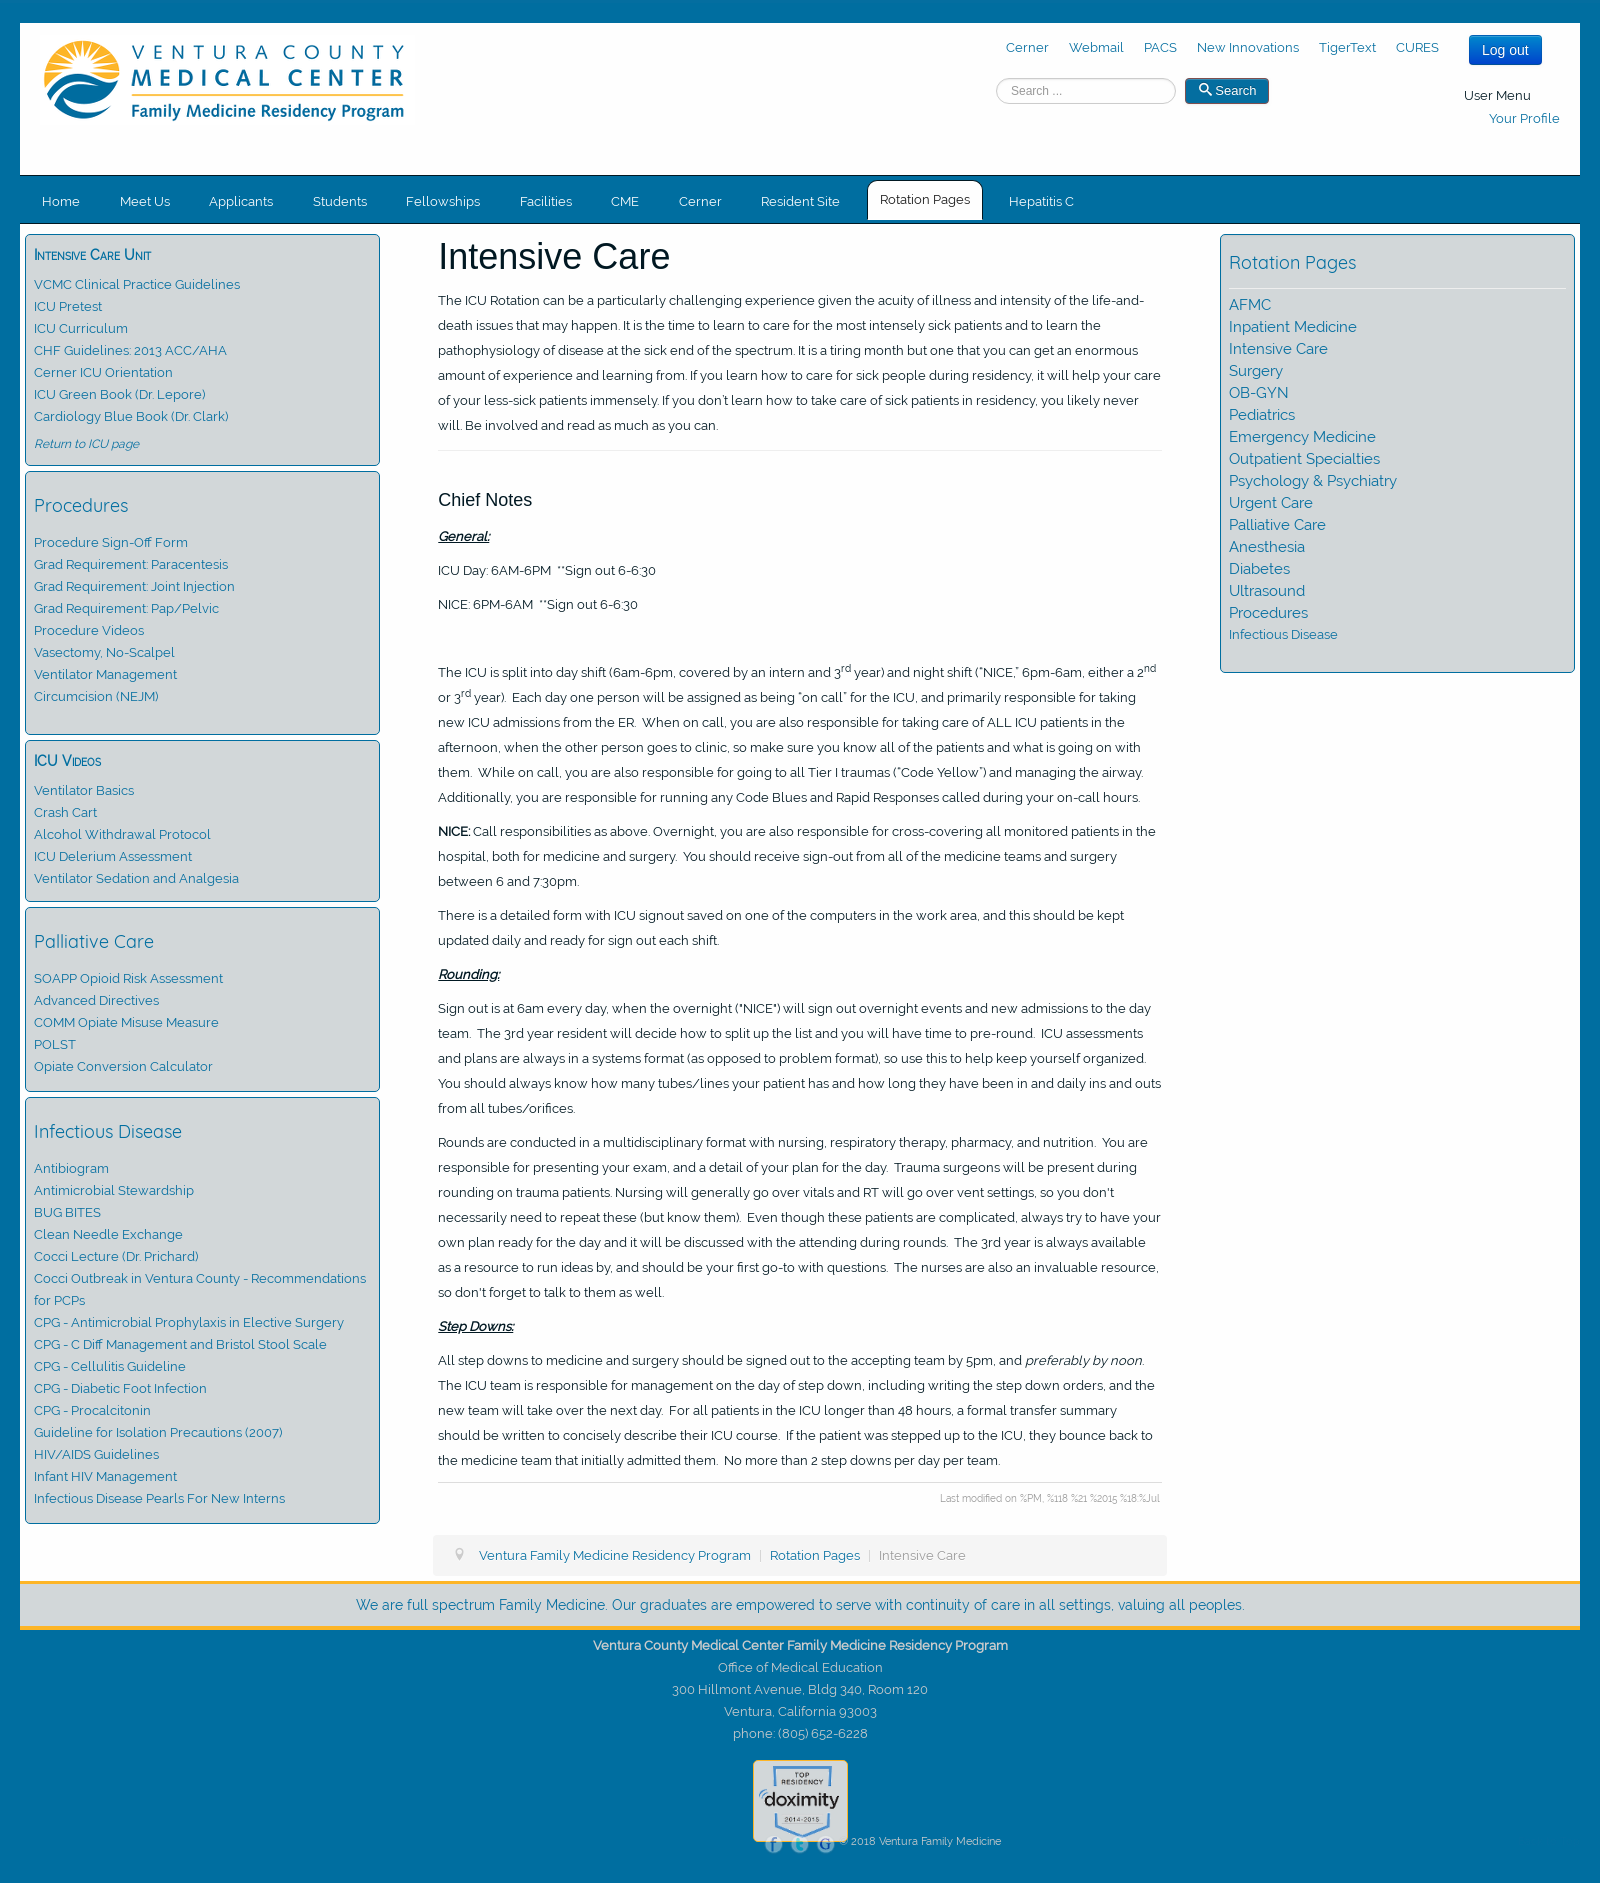 VENTURA COUNTY
MEDICAL CENTER
Family Medicine Residency Program
Cerner Webmail PACS New Innovations TigerText CURES
Log out
Search ...
Search
User Menu
Your Profile
Home Meet Us Applicants Students Fellowships Facilities CME Cerner Resident Site Rotation Pages Hepatitis C
Intensive Care Unit
VCMC Clinical Practice Guidelines
ICU Pretest
ICU Curriculum
CHF Guidelines: 2013 ACC/AHA
Cerner ICU Orientation
ICU Green Book (Dr. Lepore)
Cardiology Blue Book (Dr. Clark)
Return to ICU page
Procedures
Procedure Sign-Off Form
Grad Requirement: Paracentesis
Grad Requirement: Joint Injection
Grad Requirement: Pap/Pelvic
Procedure Videos
Vasectomy, No-Scalpel
Ventilator Management
Circumcision (NEJM)
ICU Videos
Ventilator Basics
Crash Cart
Alcohol Withdrawal Protocol
ICU Delerium Assessment
Ventilator Sedation and Analgesia
Palliative Care
SOAPP Opioid Risk Assessment
Advanced Directives
COMM Opiate Misuse Measure
POLST
Opiate Conversion Calculator
Infectious Disease
Antibiogram
Antimicrobial Stewardship
BUG BITES
Clean Needle Exchange
Cocci Lecture (Dr. Prichard)
Cocci Outbreak in Ventura County - Recommendations
for PCPs
CPG - Antimicrobial Prophylaxis in Elective Surgery
CPG - C Diff Management and Bristol Stool Scale
CPG - Cellulitis Guideline
CPG - Diabetic Foot Infection
CPG - Procalcitonin
Guideline for Isolation Precautions (2007)
HIV/AIDS Guidelines
Infant HIV Management
Infectious Disease Pearls For New Interns
Intensive Care
The ICU Rotation can be a particularly challenging experience given the acuity of illness and intensity of the life-and-
death issues that may happen. It is the time to learn to care for the most intensely sick patients and to learn the
pathophysiology of disease at the sick end of the spectrum. It is a tiring month but one that you can get an enormous
amount of experience and learning from. If you learn how to care for sick people during residency, it will help your care
of your less-sick patients immensely. If you don't learn how to take care of sick patients in residency, you likely never
will. Be involved and read as much as you can.
Chief Notes
General:
ICU Day: 6AM-6PM **Sign out 6-6:30
NICE: 6PM-6AM **Sign out 6-6:30
The ICU is split into day shift (6am-6pm, covered by an intern and 3rd year) and night shift ("NICE," 6pm-6am, either a 2nd
or 3rd year). Each day one person will be assigned as being "on call" for the ICU, and primarily responsible for taking
new ICU admissions from the ER. When on call, you are also responsible for taking care of ALL ICU patients in the
afternoon, when the other person goes to clinic, so make sure you know all of the patients and what is going on with
them. While on call, you are also responsible for going to all Tier I traumas ("Code Yellow") and managing the airway.
Additionally, you are responsible for running any Code Blues and Rapid Responses called during your on-call hours.
NICE: Call responsibilities as above. Overnight, you are also responsible for cross-covering all monitored patients in the
hospital, both for medicine and surgery. You should receive sign-out from all of the medicine teams and surgery
between 6 and 7:30pm.
There is a detailed form with ICU signout saved on one of the computers in the work area, and this should be kept
updated daily and ready for sign out each shift.
Rounding:
Sign out is at 6am every day, when the overnight ("NICE") will sign out overnight events and new admissions to the day
team. The 3rd year resident will decide how to split up the list and you will have time to pre-round. ICU assessments
and plans are always in a systems format (as opposed to problem format), so use this to help keep yourself organized.
You should always know how many tubes/lines your patient has and how long they have been in and daily ins and outs
from all tubes/orifices.
Rounds are conducted in a multidisciplinary format with nursing, respiratory therapy, pharmacy, and nutrition. You are
responsible for presenting your exam, and a detail of your plan for the day. Trauma surgeons will be present during
rounding on trauma patients. Nursing will generally go over vitals and RT will go over vent settings, so you don't
necessarily need to repeat these (but know them). Even though these patients are complicated, always try to have your
own plan ready for the day and it will be discussed with the attending during rounds. The 3rd year is always available
as a resource to run ideas by, and should be your first go-to with questions. The nurses are also an invaluable resource,
so don't forget to talk to them as well.
Step Downs:
All step downs to medicine and surgery should be signed out to the accepting team by 5pm, and preferably by noon.
The ICU team is responsible for management on the day of step down, including writing the step down orders, and the
new team will take over the next day. For all patients in the ICU longer than 48 hours, a formal transfer summary
should be written to concisely describe their ICU course. If the patient was stepped up to the ICU, they bounce back to
the medicine team that initially admitted them. No more than 2 step downs per day per team.
Last modified on %PM, %118 %21 %2015 %18:%Jul
Ventura Family Medicine Residency Program | Rotation Pages | Intensive Care
Rotation Pages
AFMC
Inpatient Medicine
Intensive Care
Surgery
OB-GYN
Pediatrics
Emergency Medicine
Outpatient Specialties
Psychology & Psychiatry
Urgent Care
Palliative Care
Anesthesia
Diabetes
Ultrasound
Procedures
Infectious Disease
We are full spectrum Family Medicine. Our graduates are empowered to serve with continuity of care in all settings, valuing all peoples.
Ventura County Medical Center Family Medicine Residency Program
Office of Medical Education
300 Hillmont Avenue, Bldg 340, Room 120
Ventura, California 93003
phone: (805) 652-6228
TOP
RESIDENCY
doximity
2014-2015
f t G © 2018 Ventura Family Medicine